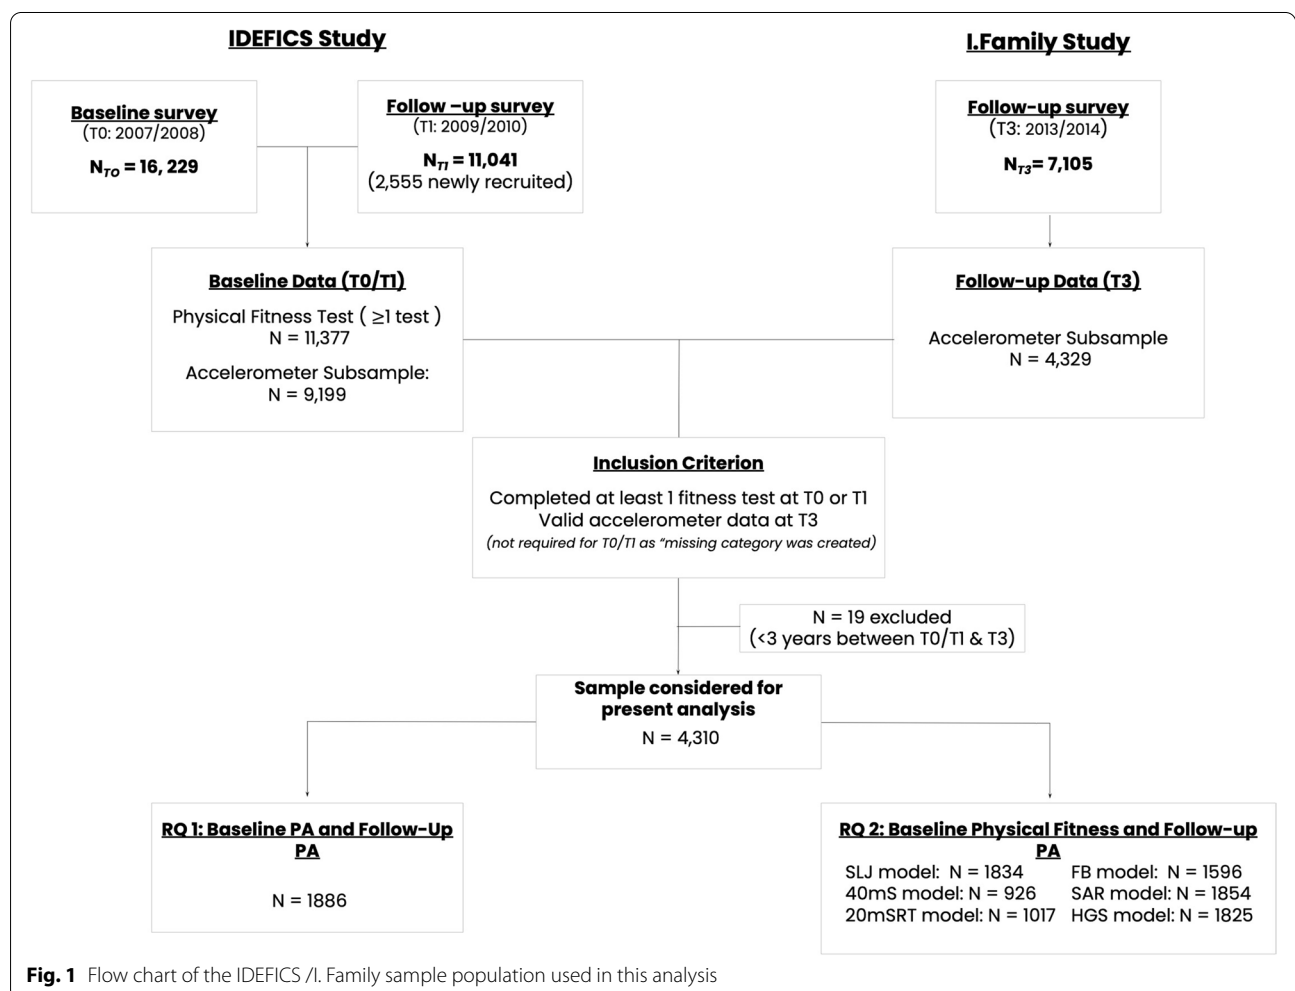 IDEFICS Study
I.Family Study
Baseline survey
(T0: 2007/2008)
N_TO = 16, 229
Follow –up survey
(T1: 2009/2010)
N_T1 = 11,041
(2,555 newly recruited)
Follow-up survey
(T3: 2013/2014)
N_T3= 7,105
Baseline Data (T0/T1)
Physical Fitness Test ( ≥1 test )
N = 11,377
Accelerometer Subsample:
N = 9,199
Follow-up Data (T3)
Accelerometer Subsample
N = 4,329
Inclusion Criterion
Completed at least 1 fitness test at T0 or T1
Valid accelerometer data at T3
(not required for T0/T1 as “missing category was created)
N = 19 excluded
(<3 years between T0/T1 & T3)
Sample considered for
present analysis
N = 4,310
RQ 1: Baseline PA and Follow-Up
PA
N = 1886
RQ 2: Baseline Physical Fitness and Follow-up
PA
SLJ model: N = 1834 FB model: N = 1596
40mS model: N = 926 SAR model: N = 1854
20mSRT model: N = 1017 HGS model: N = 1825
Fig. 1 Flow chart of the IDEFICS /I. Family sample population used in this analysis